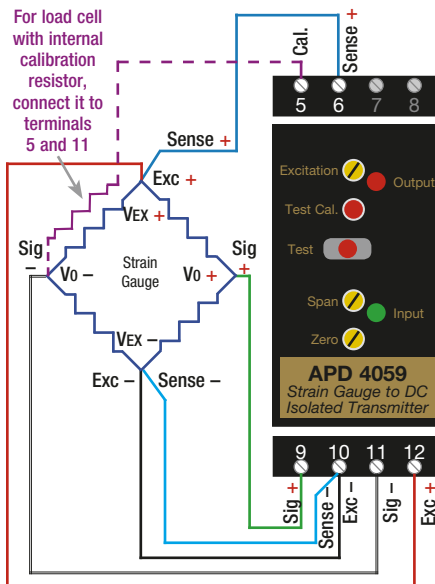 For load cell
with internal
calibration
resistor,
connect it to
terminals
5 and 11
Cal.
Sense +
5 6 7 8
Sense +
Exc +
VEX +
Sig
–
Sig
+
VO –
Strain
Gauge
VO +
VEX –
Exc –
Sense –
Excitation
Output
Test Cal.
Test
Span
Input
Zero
APD 4059
Strain Gauge to DC
Isolated Transmitter
9 10 11 12
Sig +
Sense –
Exc –
Sig –
Exc +